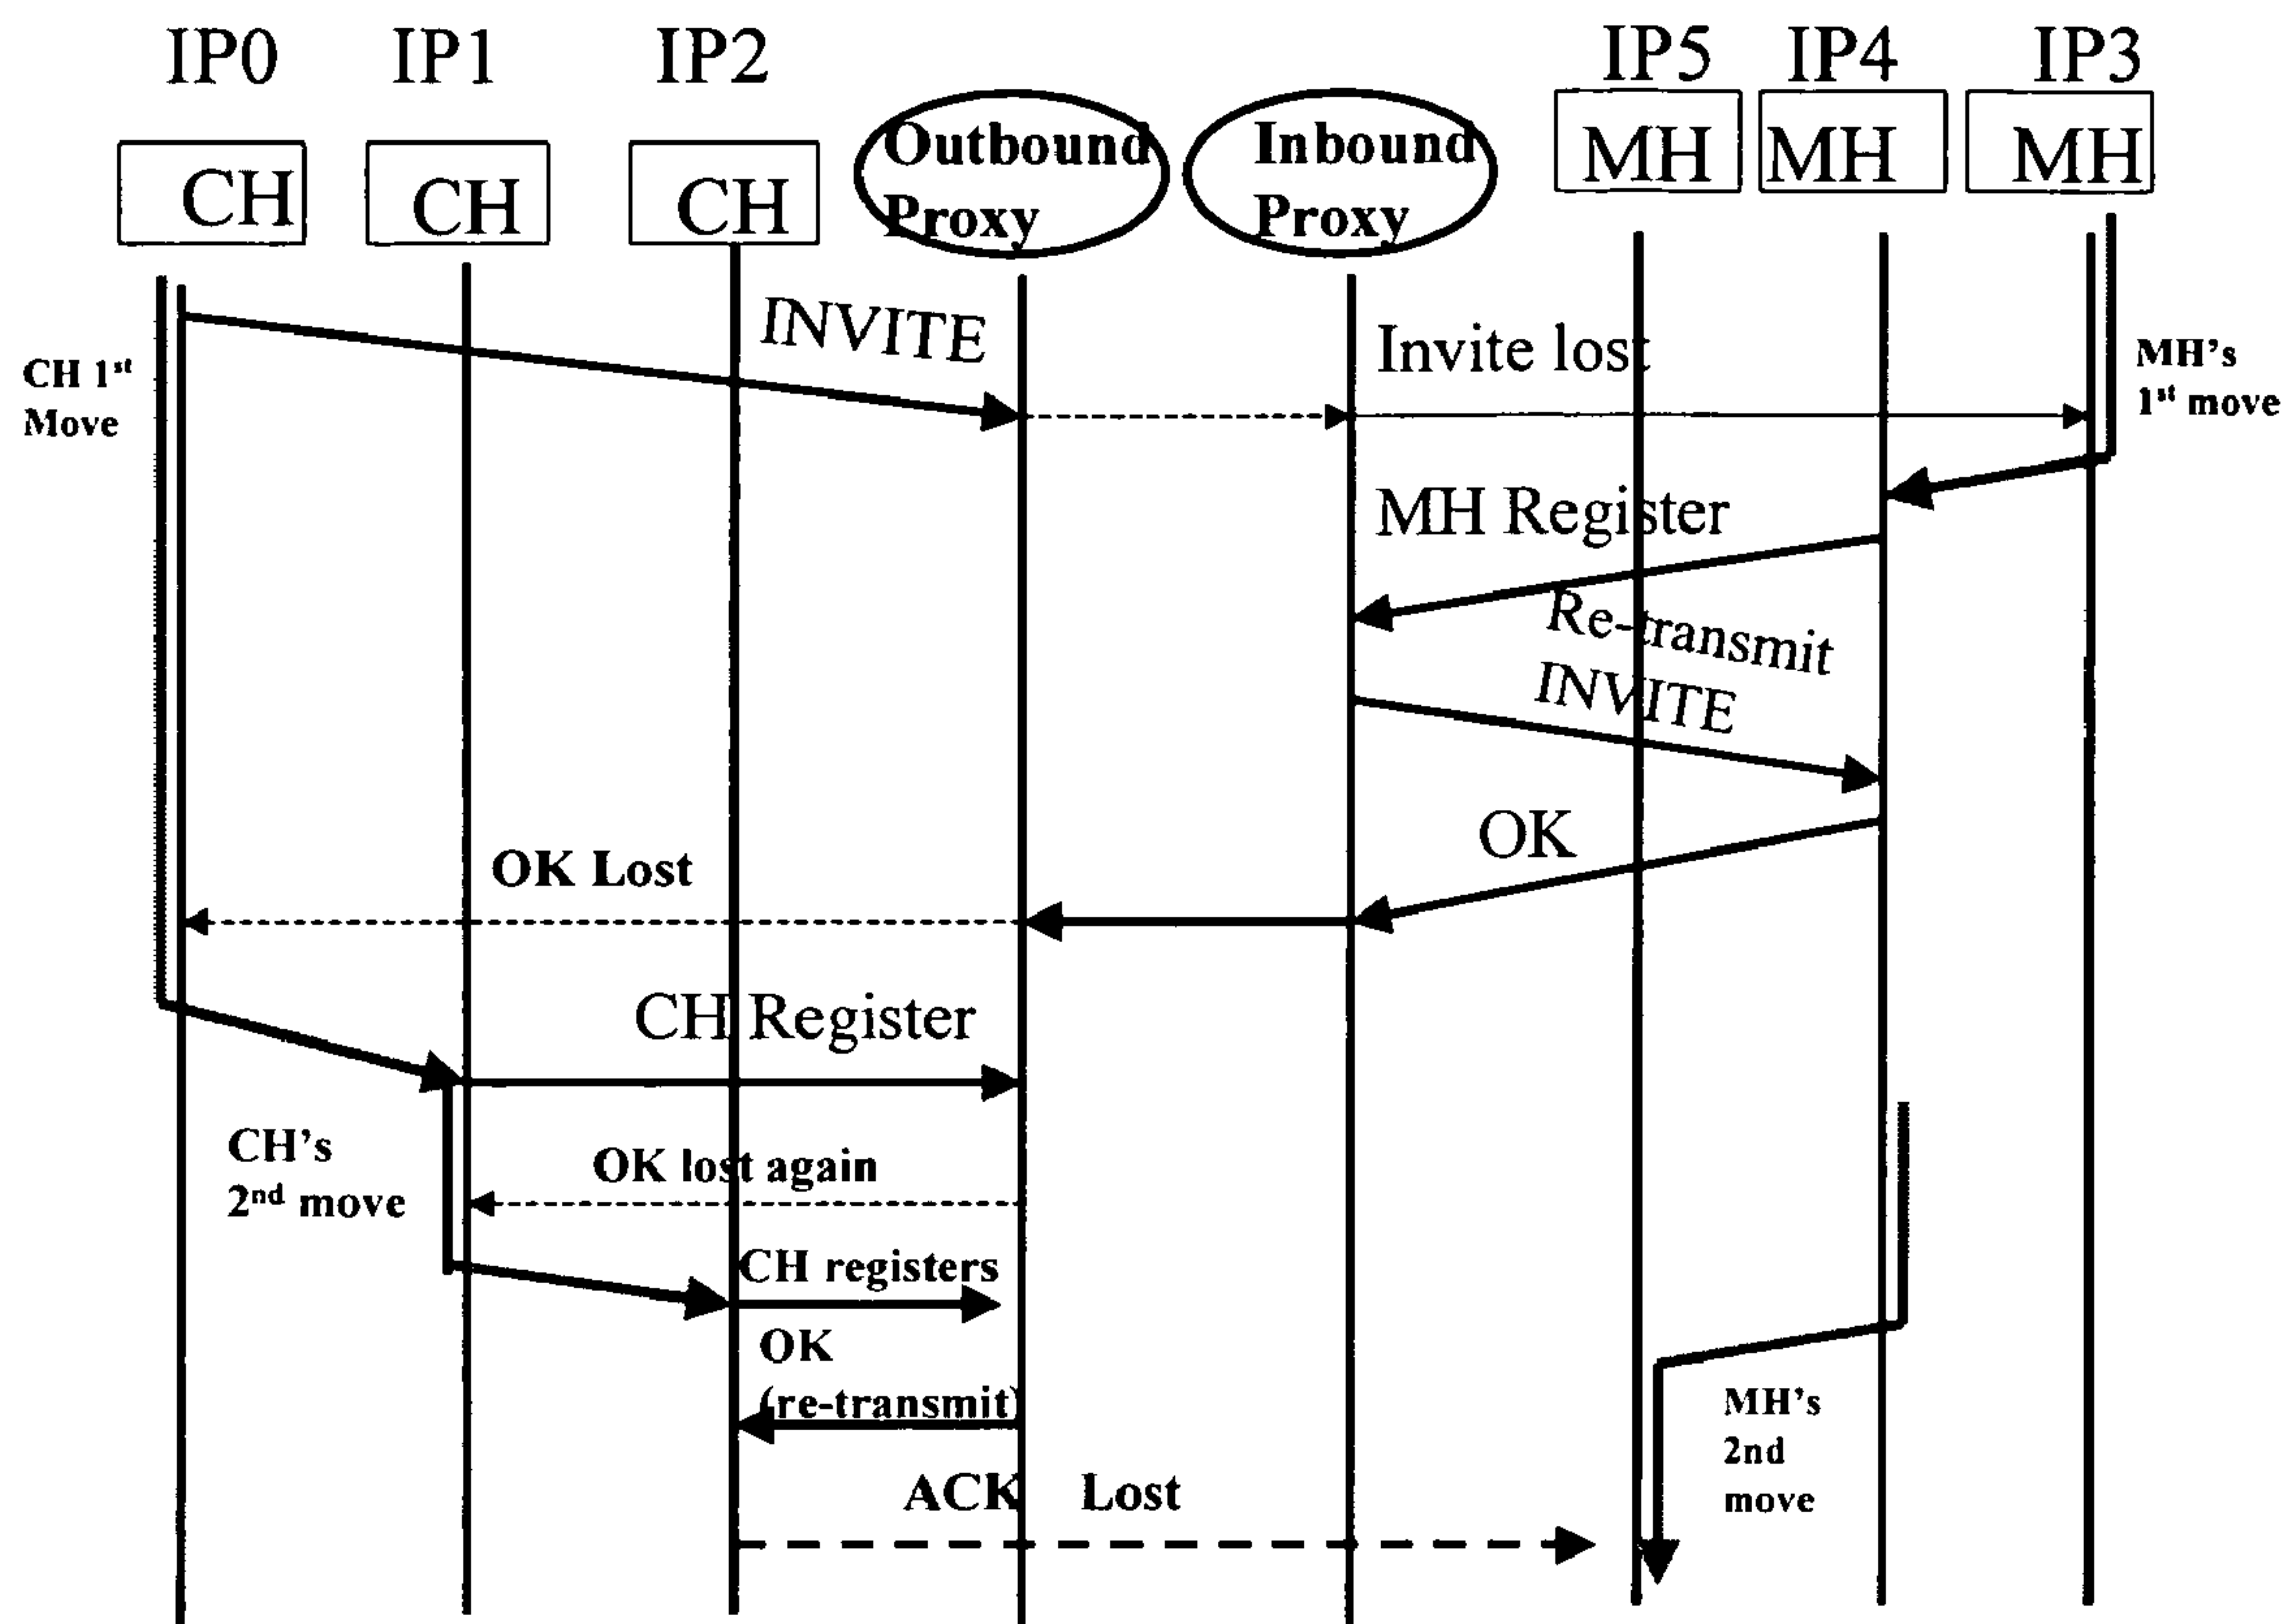 IP0
IP1
IP2
IP5
IP4
IP3
CH
CH
CH
Outbound
Proxy
Inbound
Proxy
MH
MH
MH
INVITE
Invite lost
CH 1st
Move
MH's
1st move
MH Register
Re-transmit
INVITE
OK
OK Lost
CH Register
CH's
2nd move
OK lost again
CH registers
OK
(re-transmit)
MH's
2nd
move
ACK Lost